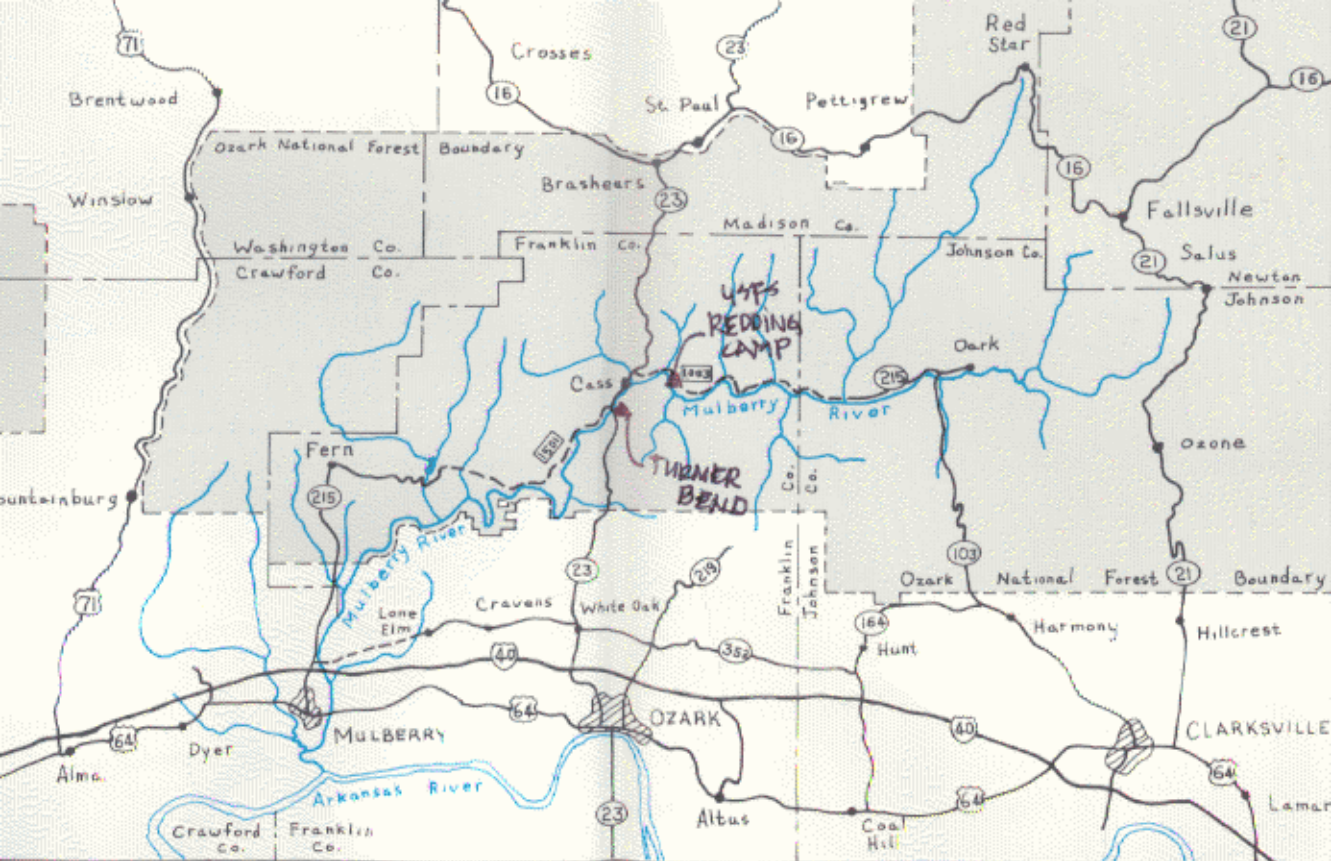 71
Brentwood
Crosses
16
23
St. Paul
Pettigrew
Red
Star
21
16
16
Ozark National Forest Boundary
Brashears
23
16
Winslow
Fallsville
Washington Co.
Crawford Co.
Franklin Co.
Madison Co.
Johnson Co.
21
Salus
Newton
Johnson
USFS
REDDING
CAMP
1003
Cass
Oark
215
Mulberry River
1501
Fern
215
TURNER
BEND
Co.
Co.
Ozone
ountainburg
Mulberry River
Franklin
Johnson
103
71
23
219
Ozark National Forest Boundary
21
Lone
Elm
Cravens
White Oak
164
Hunt
Harmony
Hillcrest
40
352
64
OZARK
40
CLARKSVILLE
MULBERRY
64
Dyer
Alma
64
Lamar
Arkansas River
23
Altus
64
Coal
Hill
Crawford
Co.
Franklin
Co.